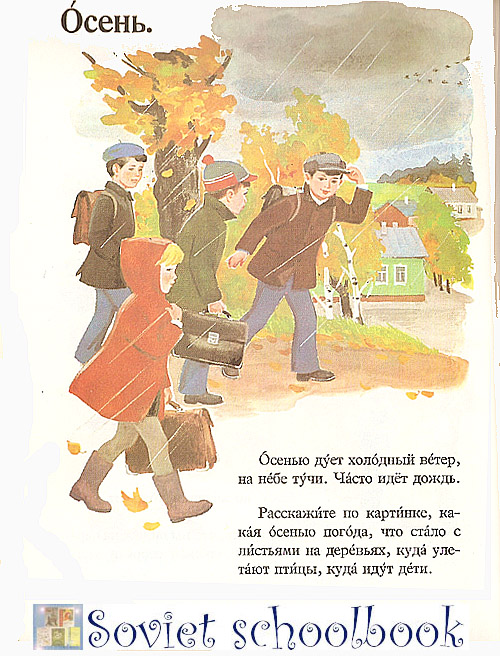 О́сень.
О́сенью ду́ет холо́дный ве́тер,
на не́бе ту́чи. Ча́сто идёт дождь.
Расскажи́те по карти́нке, ка-
ка́я о́сенью пого́да, что ста́ло с
ли́стьями на дере́вьях, куда́ уле-
та́ют пти́цы, куда́ иду́т де́ти.
Soviet schoolbook